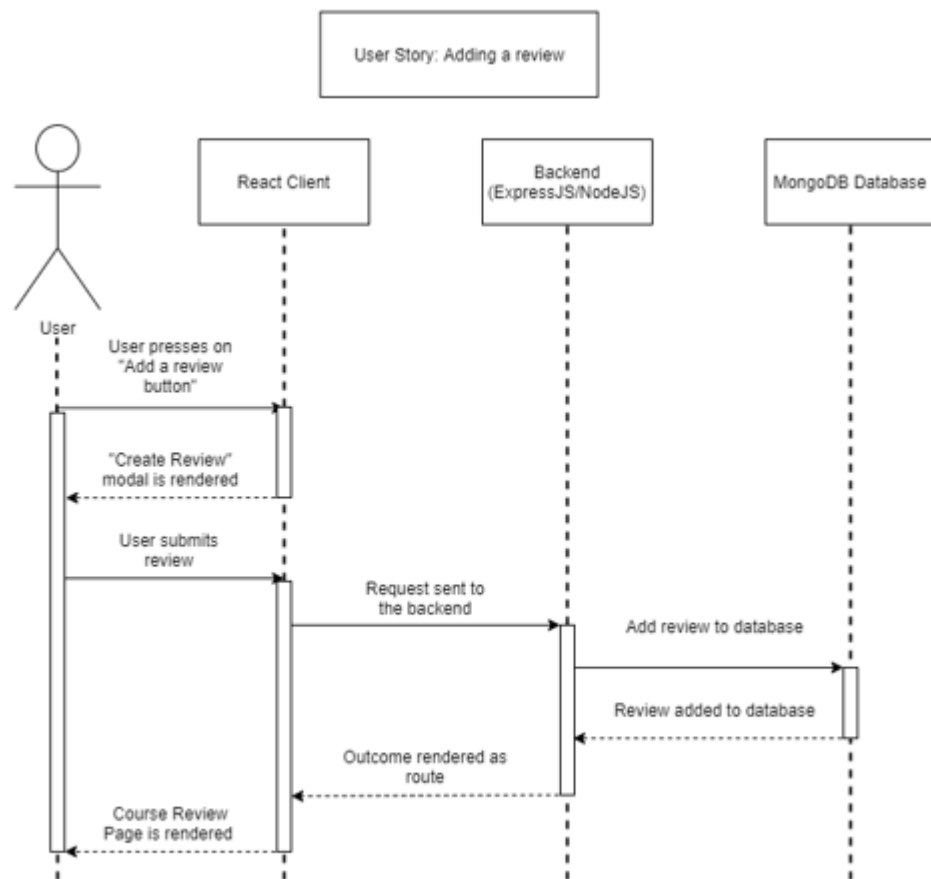 User Story: Adding a review
React Client
Backend
(ExpressJS/NodeJS)
MongoDB Database
User
User presses on
"Add a review
button"
"Create Review"
modal is rendered
User submits
review
Request sent to
the backend
Add review to database
Review added to database
Outcome rendered as
route
Course Review
Page is rendered